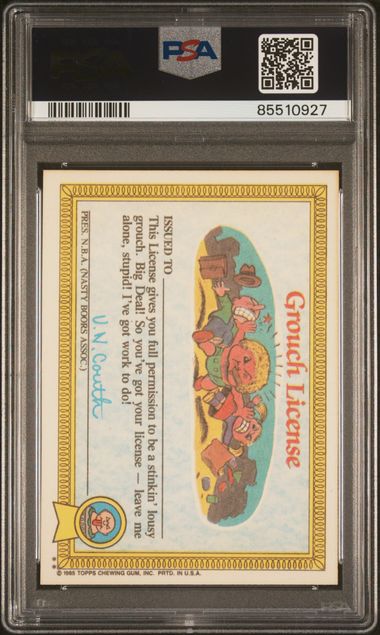 PSA
85510927
Grouch License
ISSUED TO
This License gives you full permission to be a stinkin' lousy
grouch. Big Deal! So you've got your license — leave me
alone, stupid! I've got work to do!
V.N. Couth
PRES. N.B.A. (NASTY BOORS ASSOC.)
**
© 1985 TOPPS CHEWING GUM, INC. PRTD. IN U.S.A.